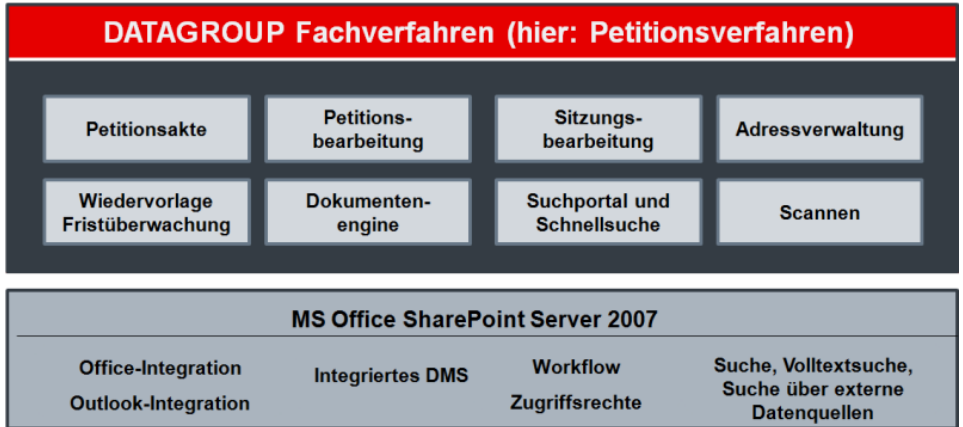 DATAGROUP Fachverfahren (hier: Petitionsverfahren)
Petitionsakte
Petitions-
bearbeitung
Sitzungs-
bearbeitung
Adressverwaltung
Wiedervorlage
Fristüberwachung
Dokumenten-
engine
Suchportal und
Schnellsuche
Scannen
MS Office SharePoint Server 2007
Office-Integration
Outlook-Integration
Integriertes DMS
Workflow
Zugriffsrechte
Suche, Volltextsuche,
Suche über externe
Datenquellen